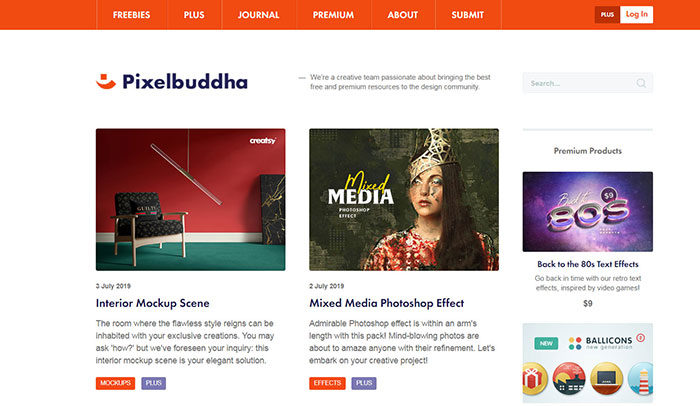 FREEBIES PLUS JOURNAL PREMIUM ABOUT SUBMIT PLUS Log In
Pixelbuddha
— We're a creative team passionate about bringing the best
free and premium resources to the design community.
Search...
creatsy
GUILTY
3 July 2019
Interior Mockup Scene
The room where the flawless style reigns can be
inhabited with your exclusive creations. You may
ask 'how?' but we've foreseen your inquiry: this
interior mockup scene is your elegant solution.
MOCKUPS PLUS
Mixed
MEDIA
PHOTOSHOP
EFFECT
2 July 2019
Mixed Media Photoshop Effect
Admirable Photoshop effect is within an arm's
length with this pack! Mind-blowing photos are
about to amaze anyone with their refinement. Let's
embark on your creative project!
EFFECTS PLUS
Premium Products
Back to the
80s
$9
Back to the 80s Text Effects
Go back in time with our retro text
effects, inspired by video games!
$9
NEW
BALLICONS 2
new generation